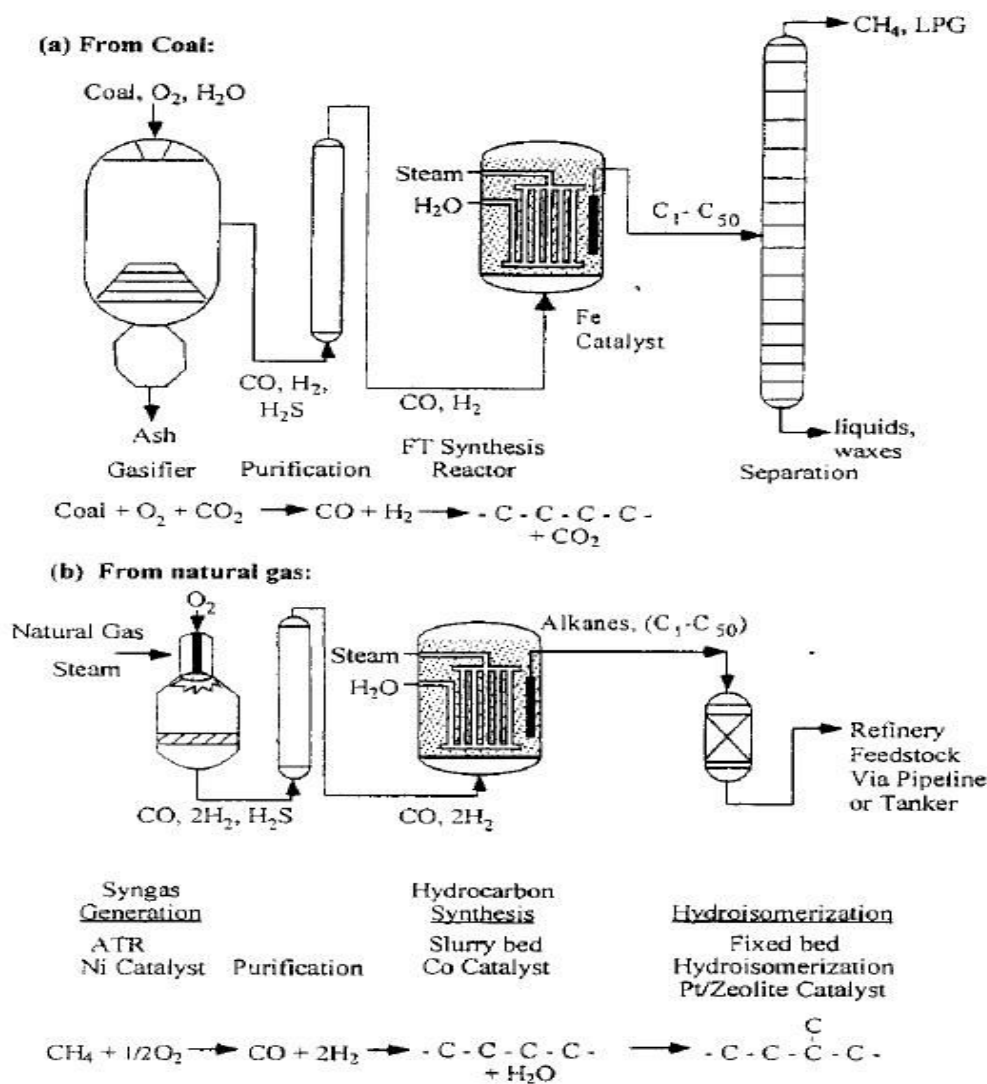 (a) From Coal:
CH₄, LPG
Coal, O₂, H₂O
Steam
H₂O
C₁- C₅₀
Fe
Catalyst
CO, H₂,
H₂S
CO, H₂
Ash
liquids,
waxes
Gasifier
Purification
FT Synthesis
Reactor
Separation
Coal + O₂ + CO₂ → CO + H₂ → - C - C - C - C -
+ CO₂
(b) From natural gas:
O₂
Natural Gas
Steam
Steam
H₂O
Alkanes, (C₁-C₅₀)
Refinery
Feedstock
Via Pipeline
or Tanker
CO, 2H₂, H₂S
CO, 2H₂
Syngas
Generation
ATR
Ni Catalyst
Purification
Hydrocarbon
Synthesis
Slurry bed
Co Catalyst
Hydroisomerization
Fixed bed
Hydroisomerization
Pt/Zeolite Catalyst
C
CH₄ + 1/2O₂ → CO + 2H₂ → - C - C - C - C - → - C - C - C - C -
+ H₂O